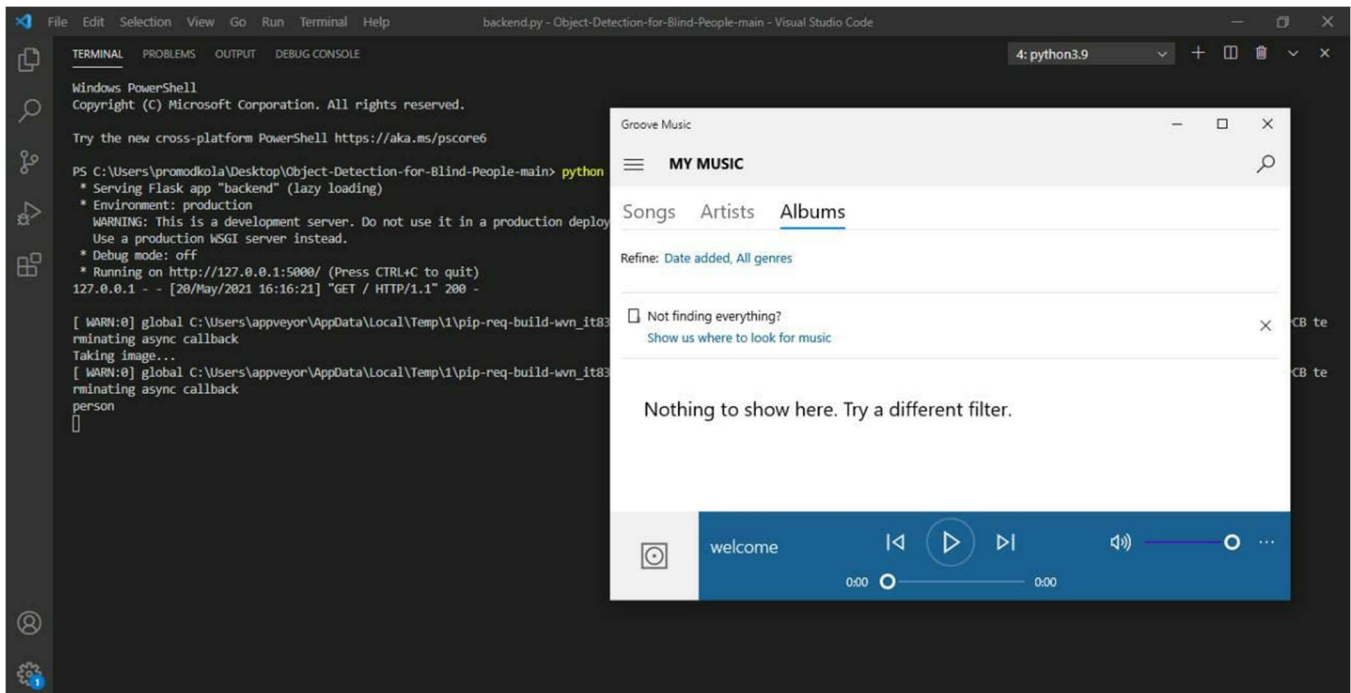 File Edit Selection View Go Run Terminal Help backend.py - Object-Detection-for-Blind-People-main - Visual Studio Code
TERMINAL PROBLEMS OUTPUT DEBUG CONSOLE 4: python3.9
Windows PowerShell
Copyright (C) Microsoft Corporation. All rights reserved.
Try the new cross-platform PowerShell https://aka.ms/pscore6
PS C:\Users\promodkola\Desktop\Object-Detection-for-Blind-People-main> python
* Serving Flask app "backend" (lazy loading)
* Environment: production
WARNING: This is a development server. Do not use it in a production deploy
Use a production WSGI server instead.
* Debug mode: off
* Running on http://127.0.0.1:5000/ (Press CTRL+C to quit)
127.0.0.1 - - [20/May/2021 16:16:21] "GET / HTTP/1.1" 200 -
[ WARN:0] global C:\Users\appveyor\AppData\Local\Temp\1\pip-req-build-wvn_it83 CB te
rminating async callback
Taking image...
[ WARN:0] global C:\Users\appveyor\AppData\Local\Temp\1\pip-req-build-wvn_it83 CB te
rminating async callback
person
1
Groove Music
MY MUSIC
Songs Artists Albums
Refine: Date added, All genres
Not finding everything?
Show us where to look for music
Nothing to show here. Try a different filter.
welcome
0:00 0:00